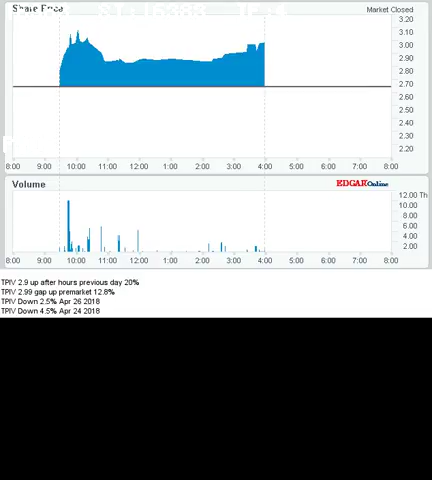 Share Price
Market Closed
3.20
3.10
3.00
2.90
2.80
2.70
2.60
2.50
2.40
2.30
2.20
8:00 9:00 10:00 11:00 12:00 1:00 2:00 3:00 4:00 5:00 6:00 7:00 8:00
Volume
EDGAR Online
12.00 Th
10.00
8.00
6.00
4.00
2.00
8:00 9:00 10:00 11:00 12:00 1:00 2:00 3:00 4:00 5:00 6:00 7:00 8:00
TPIV 2.9 up after hours previous day 20%
TPIV 2.99 gap up premarket 12.8%
TPIV Down 2.5% Apr 26 2018
TPIV Down 4.5% Apr 24 2018